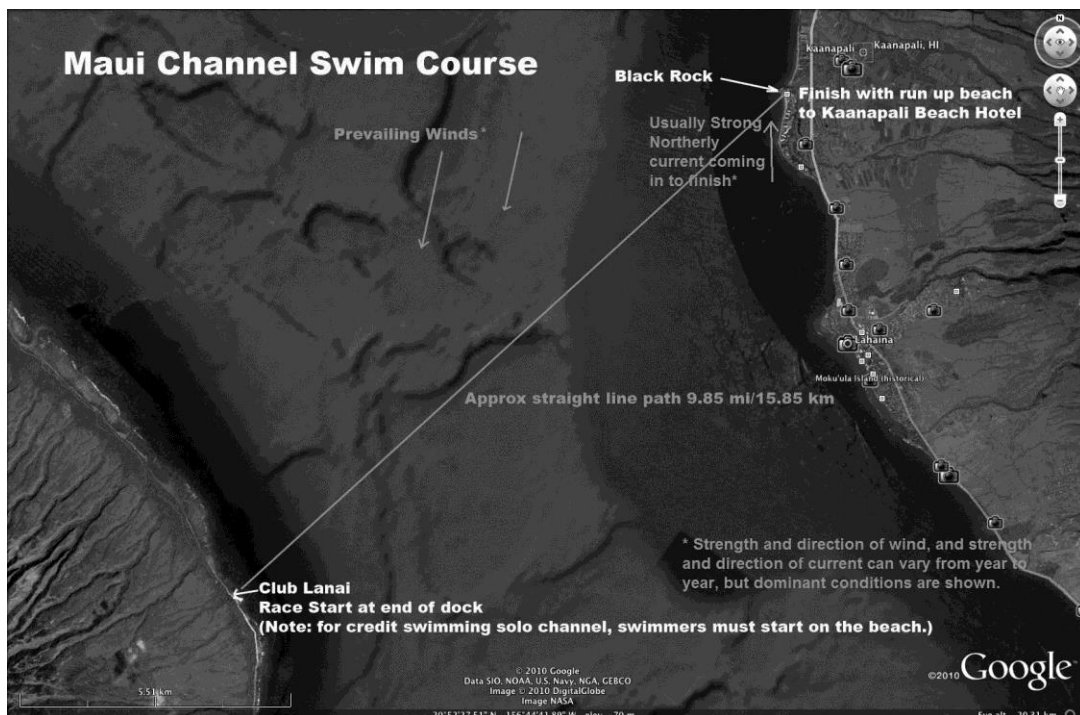 Maui Channel Swim Course
Kaanapali
Kaanapali, HI
N
Black Rock
Finish with run up beach
to Kaanapali Beach Hotel
Prevailing Winds*
Usually Strong
Northerly
current coming
in to finish*
Lahaina
Moku'ula Island (historical)
Approx straight line path 9.85 mi/15.85 km
* Strength and direction of wind, and strength
and direction of current can vary from year to
year, but dominant conditions are shown.
Club Lanai
Race Start at end of dock
(Note: for credit swimming solo channel, swimmers must start on the beach.)
5.51 km
© 2010 Google
Data SIO, NOAA, U.S. Navy, NGA, GEBCO
Image © 2010 DigitalGlobe
Image NASA
©2010 Google